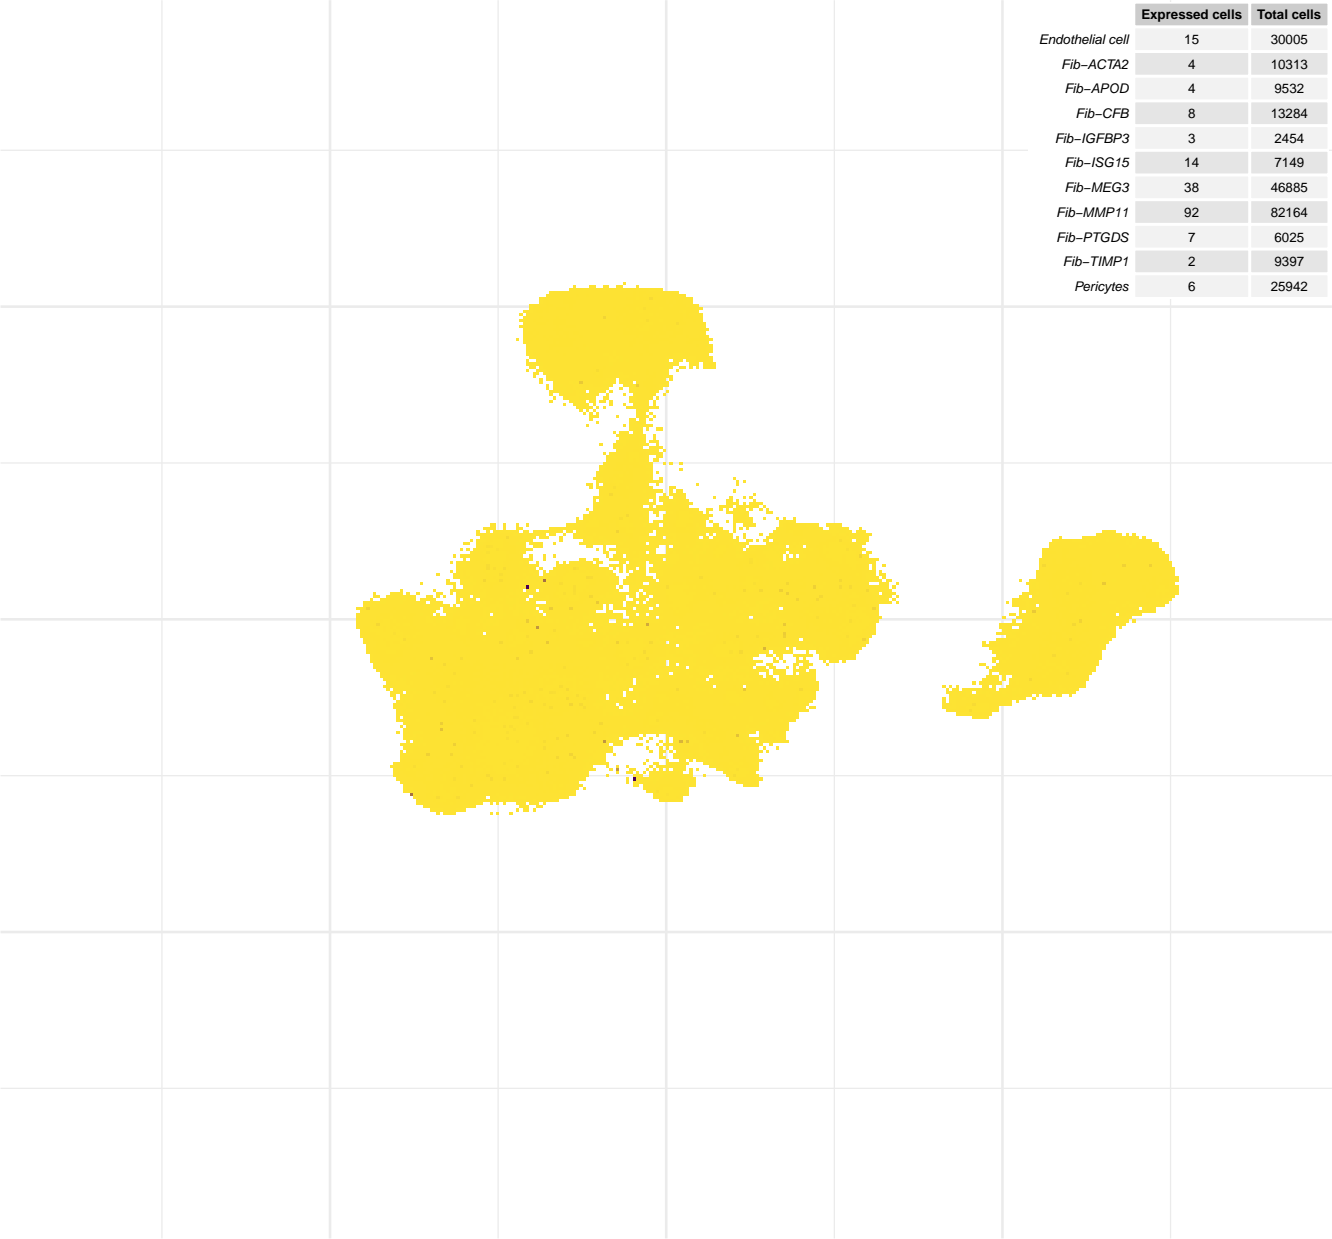 Expressed cells Total cells
Endothelial cell 15 30005
Fib−ACTA2 4 10313
Fib−APOD 4 9532
Fib−CFB 8 13284
Fib−IGFBP3 3 2454
Fib−ISG15 14 7149
Fib−MEG3 38 46885
Fib−MMP11 92 82164
Fib−PTGDS 7 6025
Fib−TIMP1 2 9397
Pericytes 6 25942